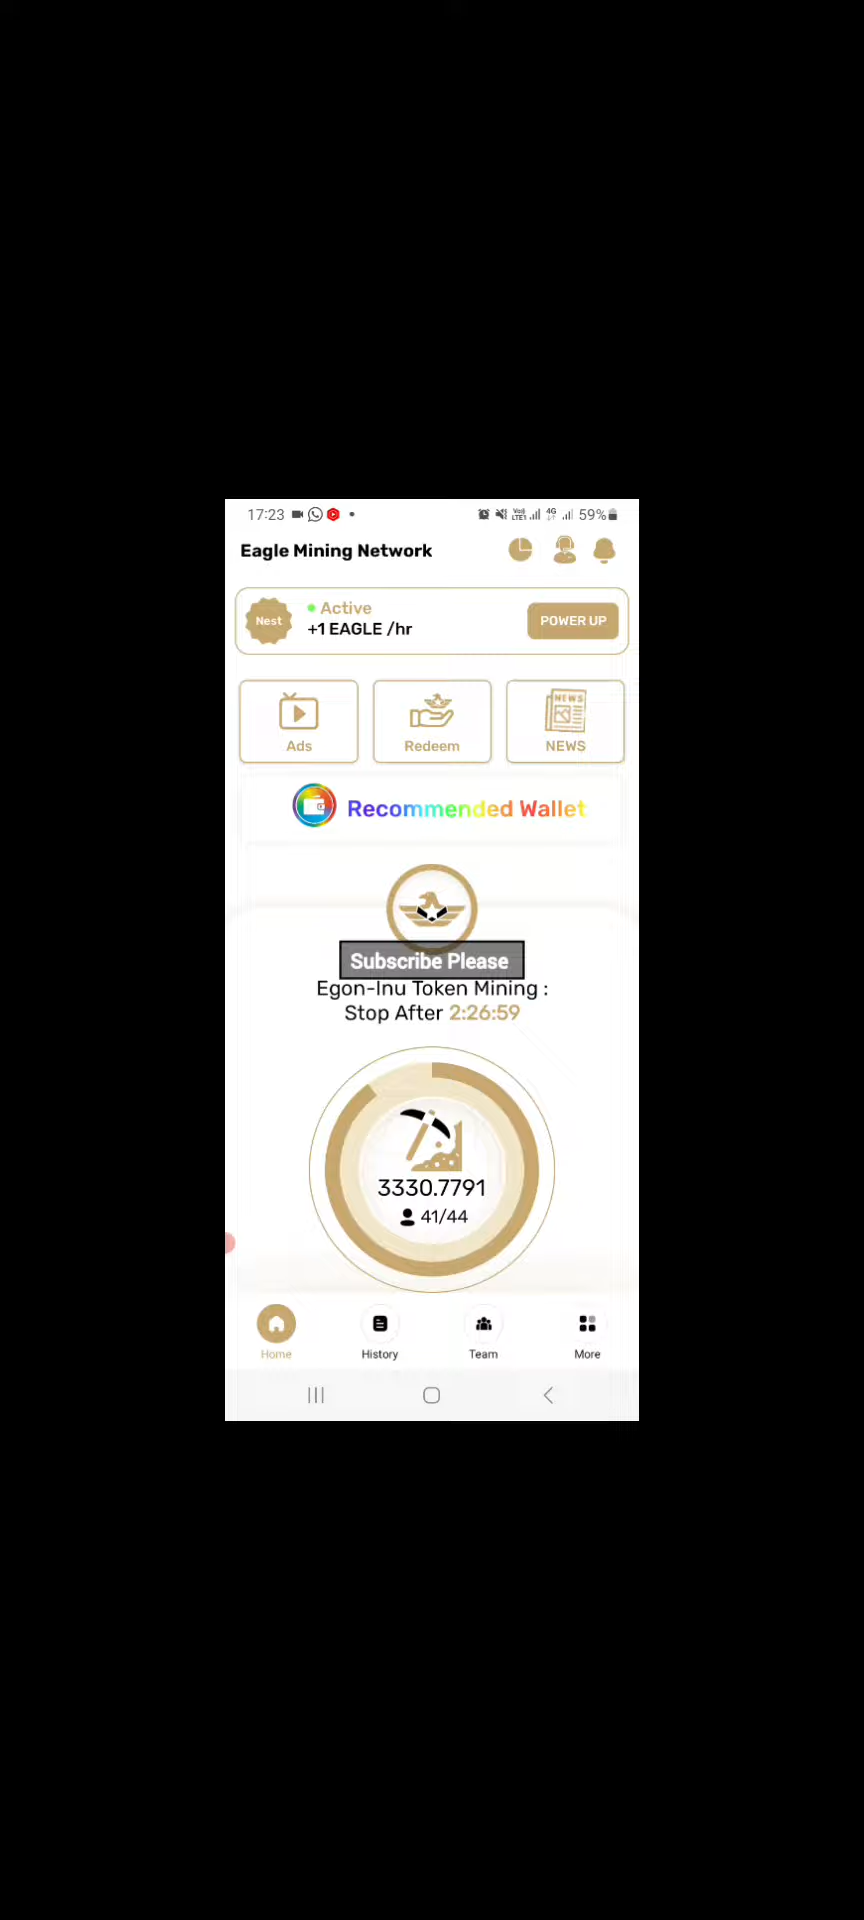 17:23
VoLTE1 4G 59%
Eagle Mining Network
Nest
Active
+1 EAGLE /hr
POWER UP
Ads
Redeem
NEWS
NEWS
Recommended Wallet
Subscribe Please
Egon-Inu Token Mining :
Stop After 2:26:59
3330.7791
41/44
Home
History
Team
More